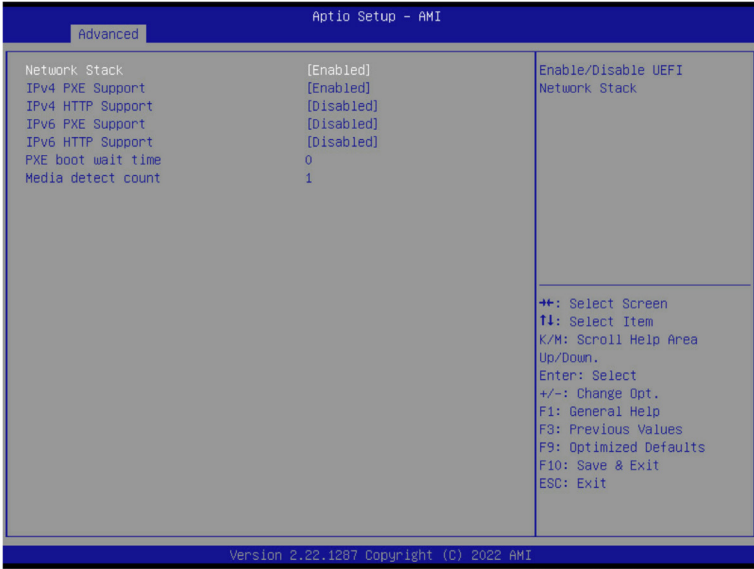 Aptio Setup – AMI
Advanced
Network Stack [Enabled]
IPv4 PXE Support [Enabled]
IPv4 HTTP Support [Disabled]
IPv6 PXE Support [Disabled]
IPv6 HTTP Support [Disabled]
PXE boot wait time 0
Media detect count 1
Enable/Disable UEFI
Network Stack
→←: Select Screen
↑↓: Select Item
K/M: Scroll Help Area
Up/Down.
Enter: Select
+/-: Change Opt.
F1: General Help
F3: Previous Values
F9: Optimized Defaults
F10: Save & Exit
ESC: Exit
Version 2.22.1287 Copyright (C) 2022 AMI